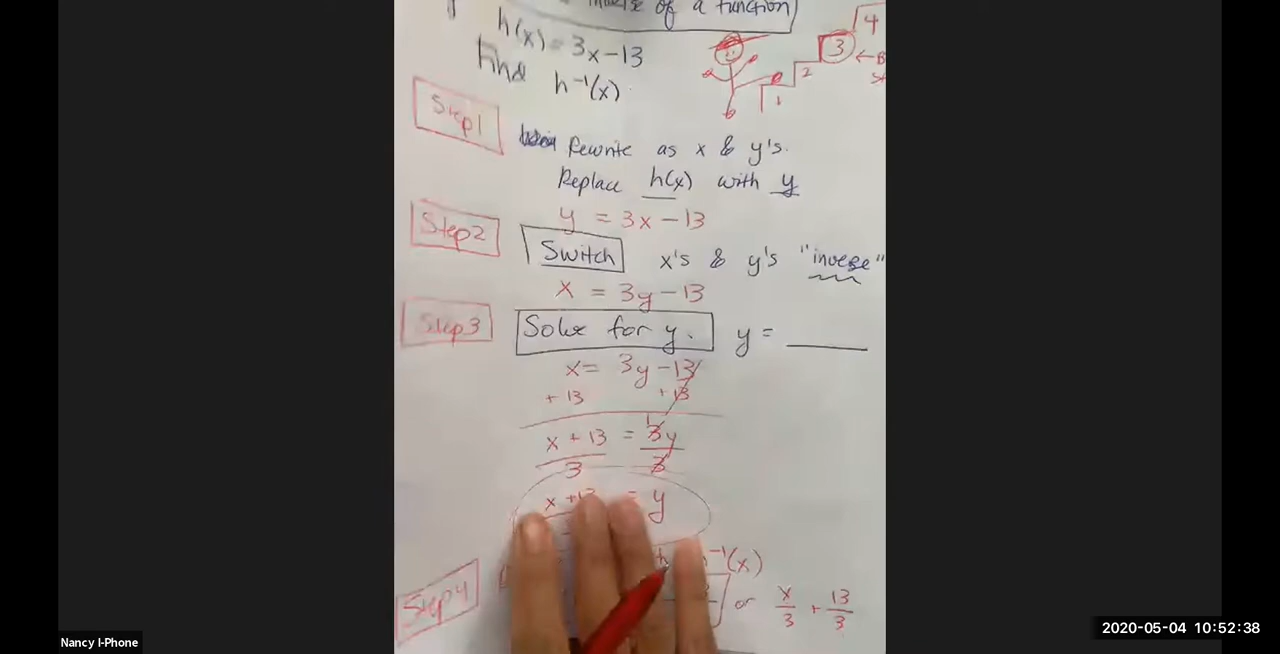 inverse of a function
h(x) = 3x - 13
Find h⁻¹(x)
4
3
2
1
Step 1
Rewrite as x & y's.
Replace h(x) with y
y = 3x - 13
Step 2
Switch x's & y's "inverse"
x = 3y - 13
Step 3
Solve for y. y = ____
x = 3y - 13
+ 13 + 13
x + 13 = 3y
3 3
x + = y
Step 4
h⁻¹(x)
or x/3 + 13/3
Nancy I-Phone
2020-05-04 10:52:38